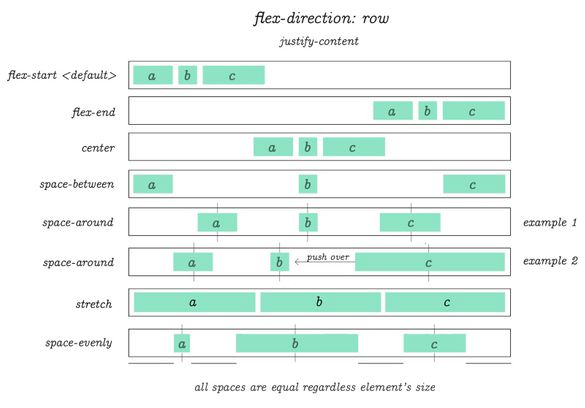 flex-direction: row
justify-content
flex-start <default> a b c
flex-end a b c
center a b c
space-between a b c
space-around a b c example 1
space-around a b push over c example 2
stretch a b c
space-evenly a b c
all spaces are equal regardless element's size